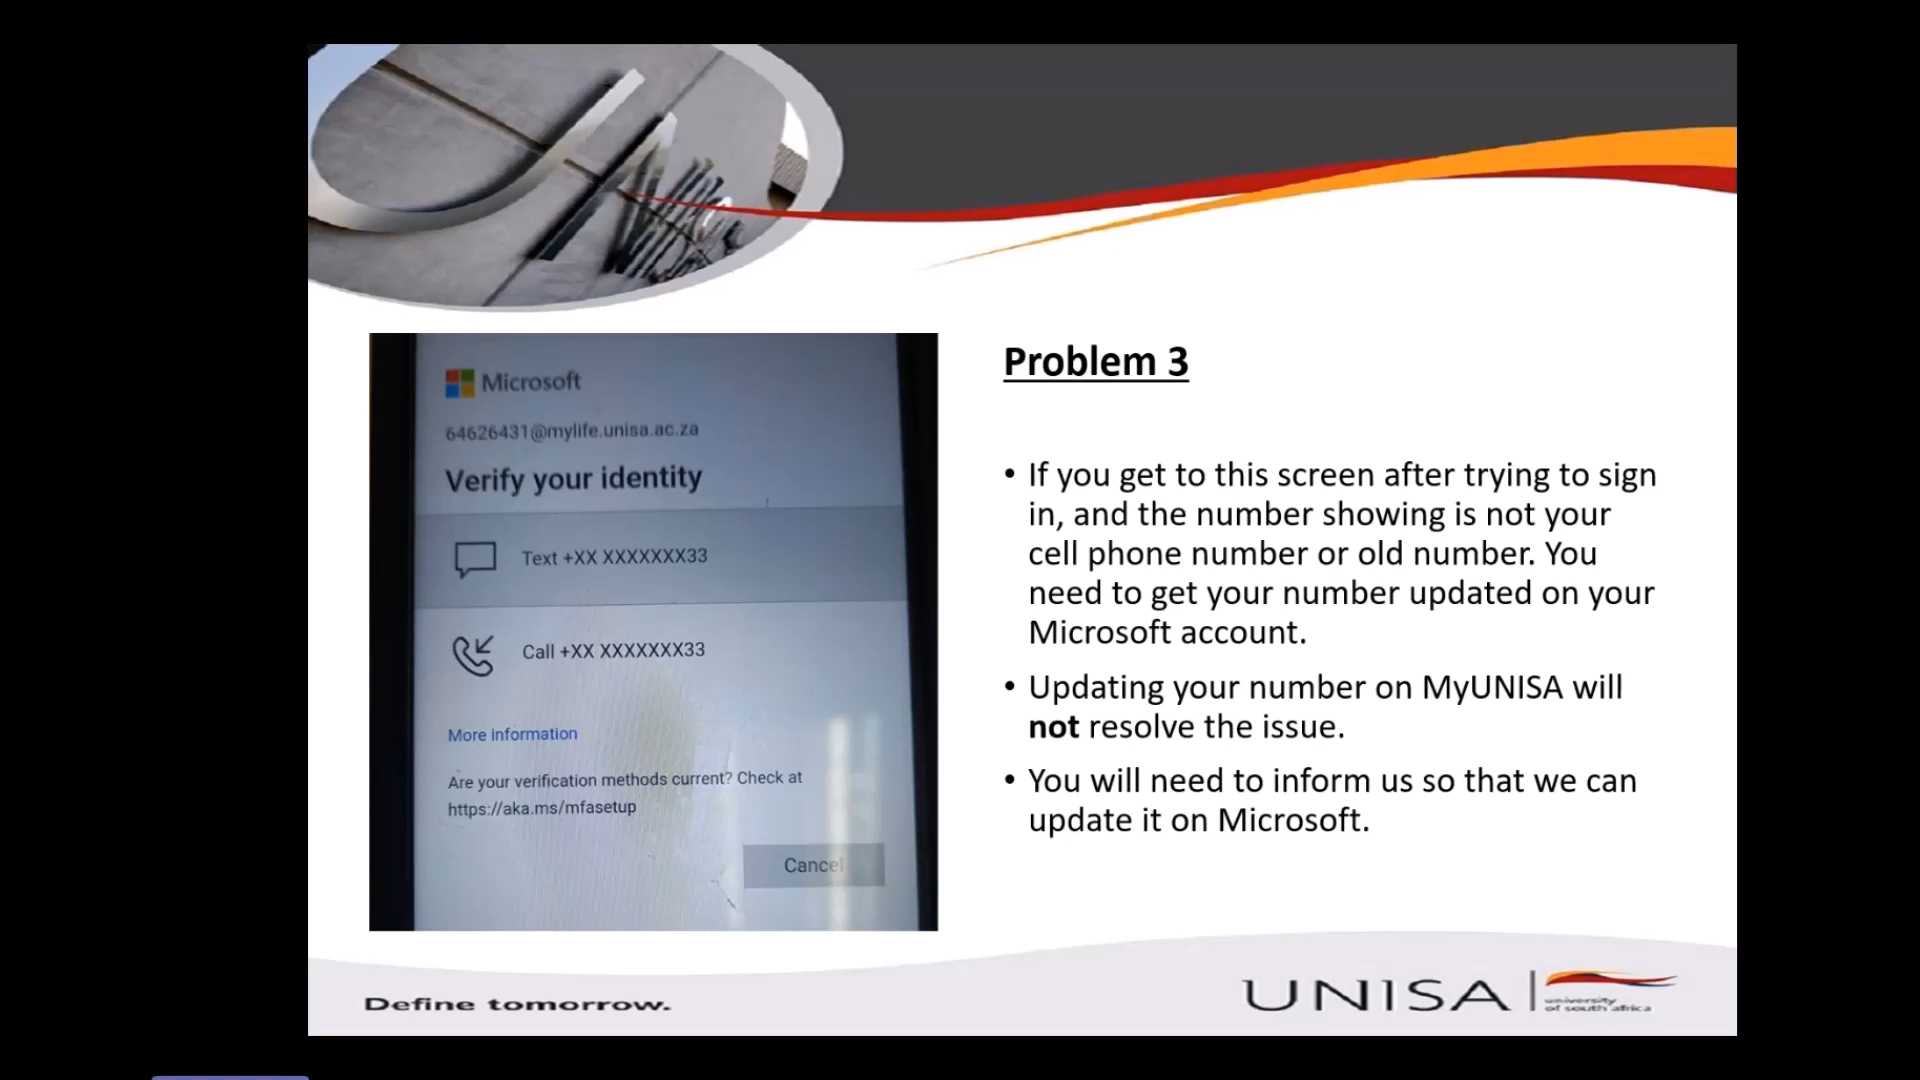 Microsoft
64626431@mylife.unisa.ac.za
Verify your identity
Text +XX XXXXXXX33
Call +XX XXXXXXX33
More information
Are your verification methods current? Check at
https://aka.ms/mfasetup
Cancel
Problem 3
• If you get to this screen after trying to sign
in, and the number showing is not your
cell phone number or old number. You
need to get your number updated on your
Microsoft account.
• Updating your number on MyUNISA will
not resolve the issue.
• You will need to inform us so that we can
update it on Microsoft.
Define tomorrow.
UNISA
university
of south africa